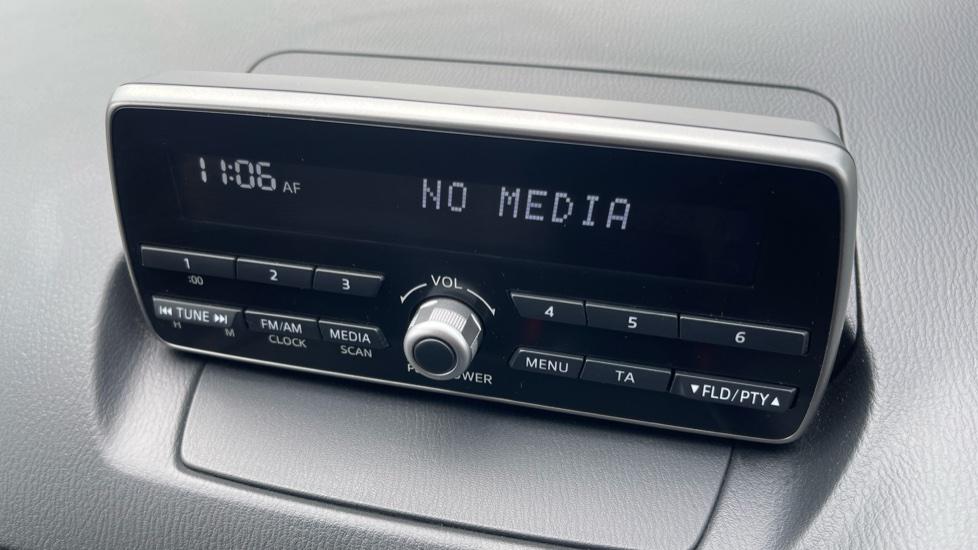 11:06 AF NO MEDIA
1 2 3
:00
VOL
4 5 6
⏮ TUNE ⏭ FM/AM MEDIA
H M CLOCK SCAN
MENU TA ▼FLD/PTY▲